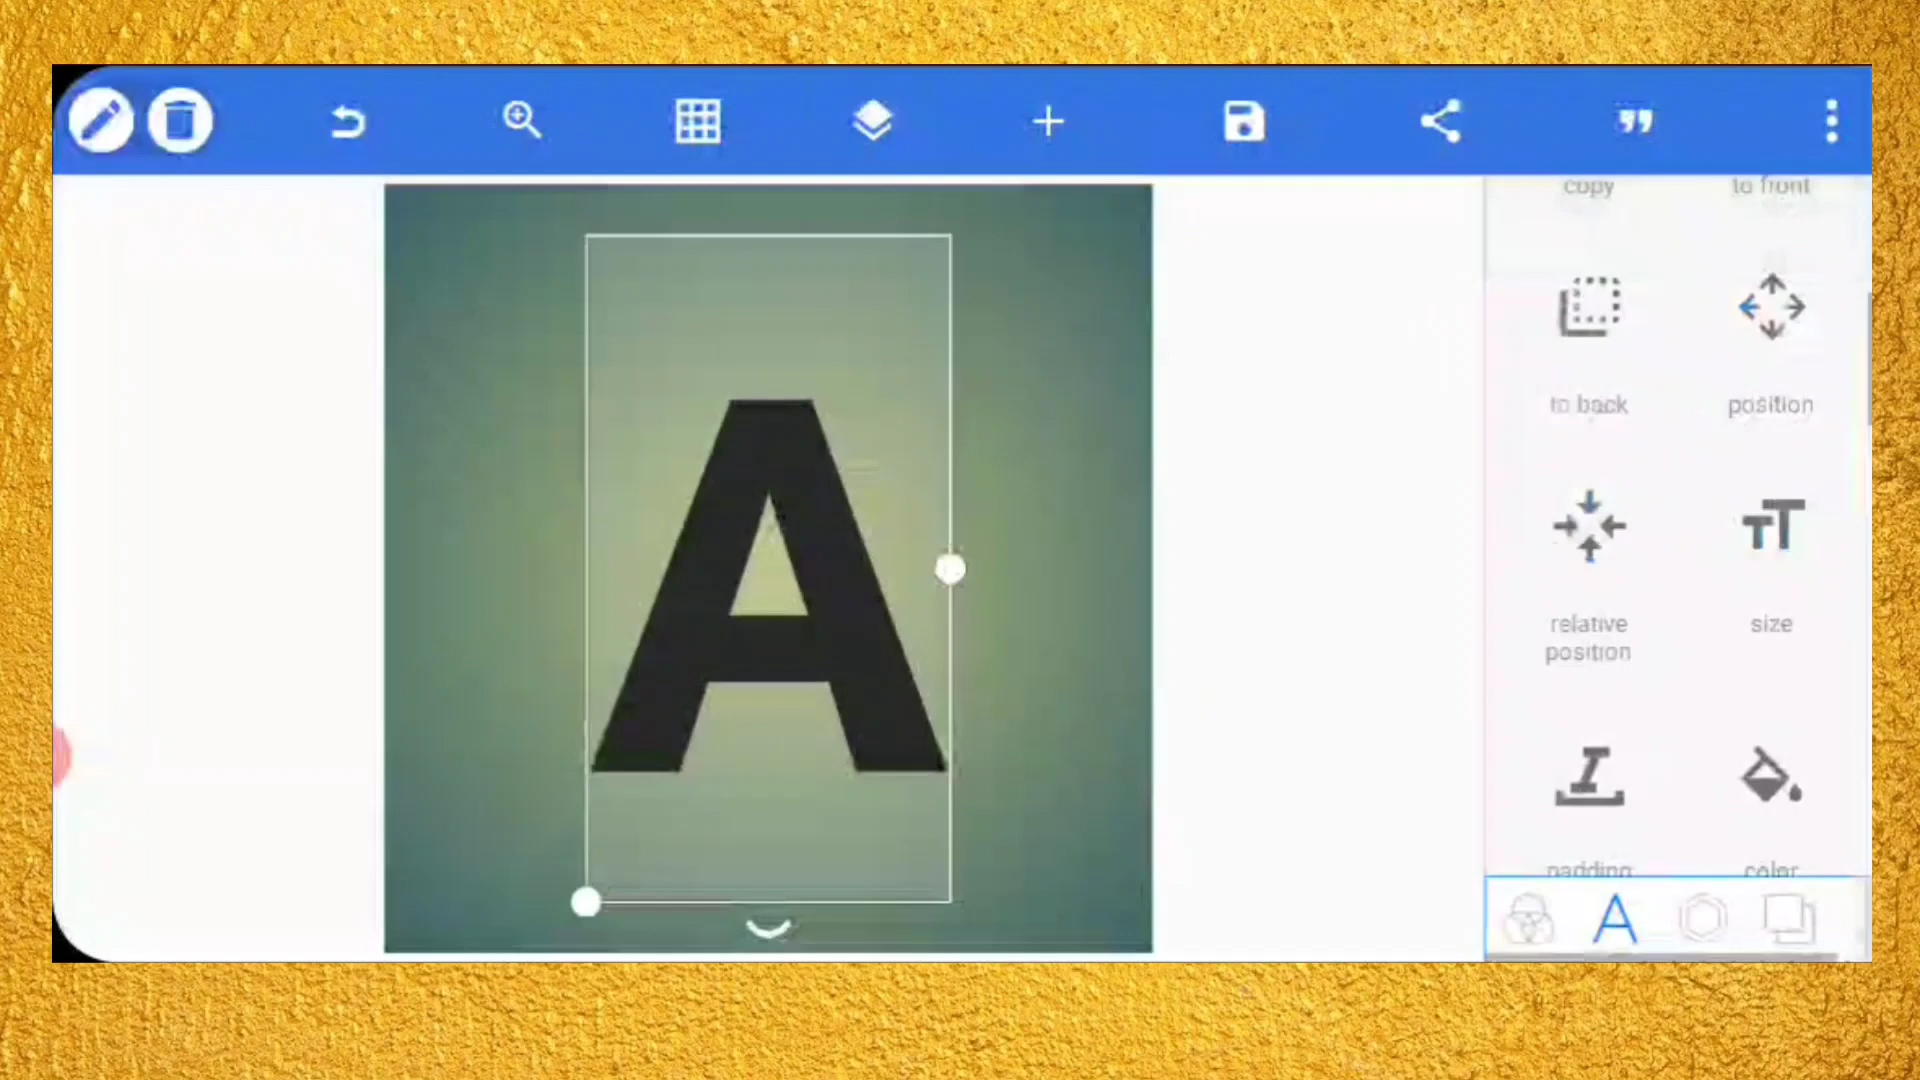 copy
to front
to back
position
relative
position
size
padding
color
A
A